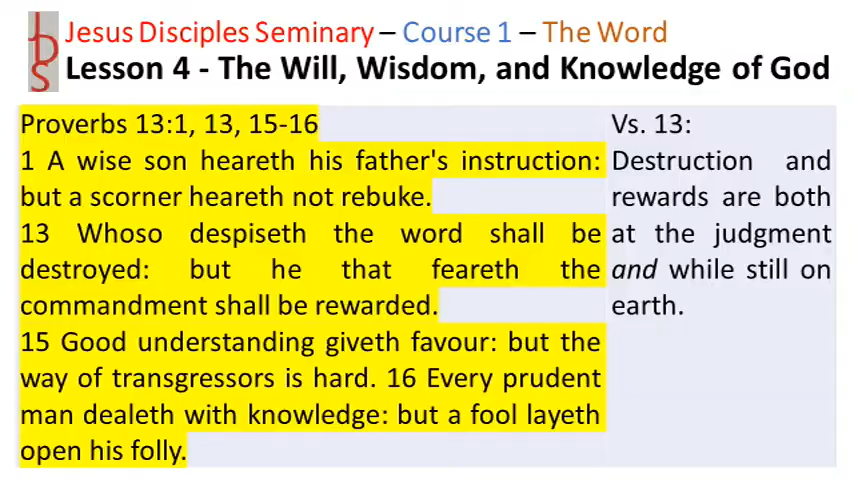 JDS
Jesus Disciples Seminary – Course 1 – The Word
Lesson 4 - The Will, Wisdom, and Knowledge of God
Proverbs 13:1, 13, 15-16
1 A wise son heareth his father's instruction:
but a scorner heareth not rebuke.
13 Whoso despiseth the word shall be
destroyed: but he that feareth the
commandment shall be rewarded.
15 Good understanding giveth favour: but the
way of transgressors is hard. 16 Every prudent
man dealeth with knowledge: but a fool layeth
open his folly.
Vs. 13:
Destruction and
rewards are both
at the judgment
and while still on
earth.